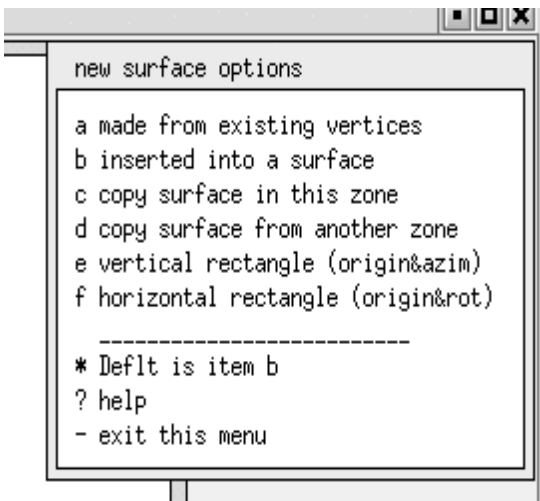 new surface options
a made from existing vertices
b inserted into a surface
c copy surface in this zone
d copy surface from another zone
e vertical rectangle (origin&azim)
f horizontal rectangle (origin&rot)
__________________________
* Deflt is item b
? help
- exit this menu